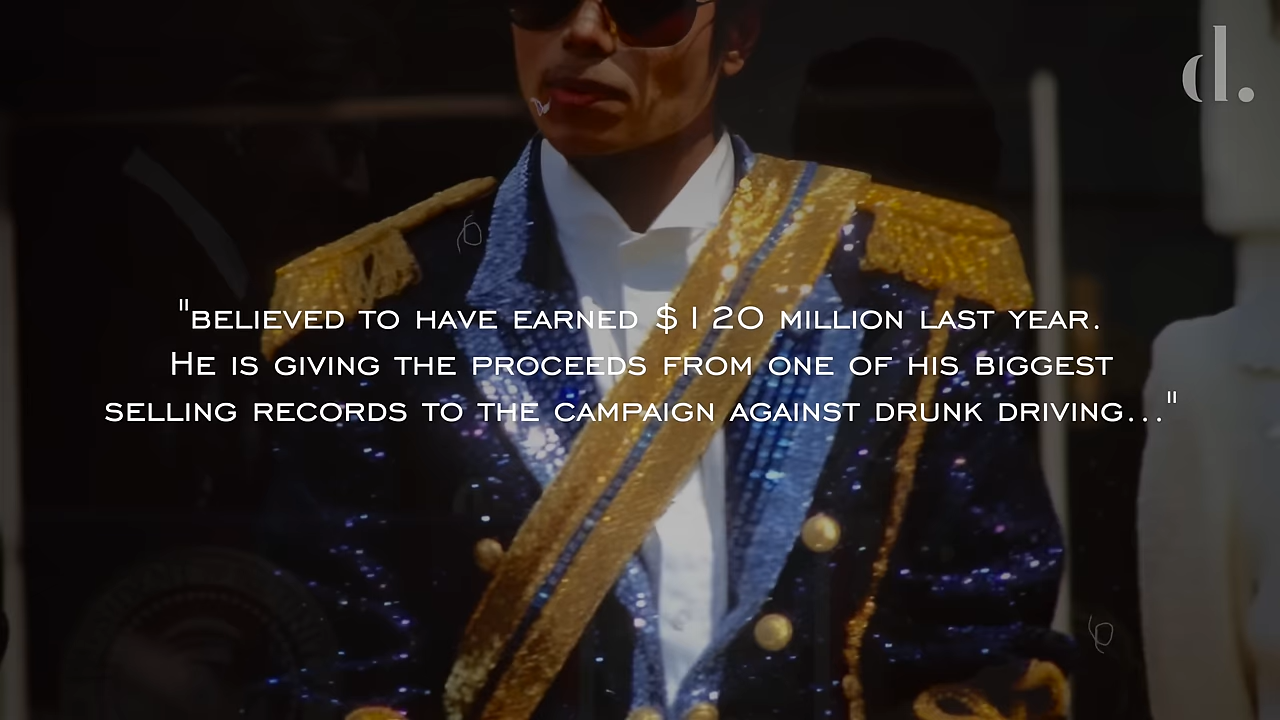 d.
"BELIEVED TO HAVE EARNED $120 MILLION LAST YEAR.
HE IS GIVING THE PROCEEDS FROM ONE OF HIS BIGGEST
SELLING RECORDS TO THE CAMPAIGN AGAINST DRUNK DRIVING..."